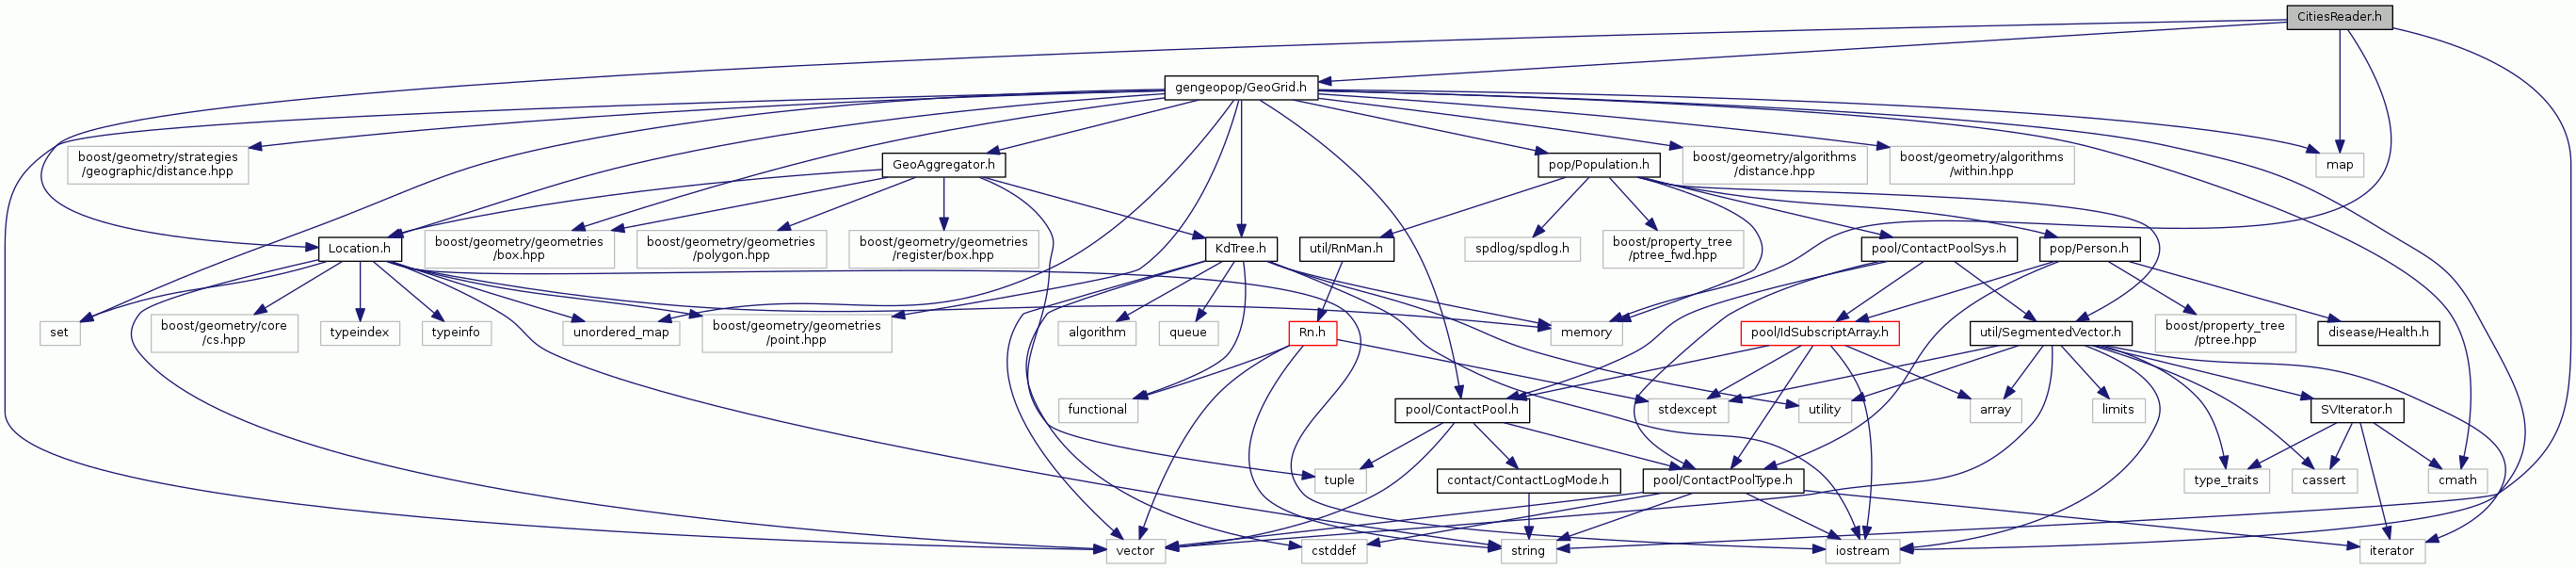 CitiesReader.h
gengeopop/GeoGrid.h
boost/geometry/strategies
/geographic/distance.hpp
GeoAggregator.h
pop/Population.h
boost/geometry/algorithms
/distance.hpp
boost/geometry/algorithms
/within.hpp
map
Location.h
boost/geometry/geometries
/box.hpp
boost/geometry/geometries
/polygon.hpp
boost/geometry/geometries
/register/box.hpp
KdTree.h
util/RnMan.h
spdlog/spdlog.h
boost/property_tree
/ptree_fwd.hpp
pool/ContactPoolSys.h
pop/Person.h
set
boost/geometry/core
/cs.hpp
typeindex
typeinfo
unordered_map
boost/geometry/geometries
/point.hpp
algorithm
queue
Rn.h
memory
pool/IdSubscriptArray.h
util/SegmentedVector.h
boost/property_tree
/ptree.hpp
disease/Health.h
functional
pool/ContactPool.h
stdexcept
utility
array
limits
SVIterator.h
tuple
contact/ContactLogMode.h
pool/ContactPoolType.h
type_traits
cassert
cmath
vector
cstddef
string
iostream
iterator